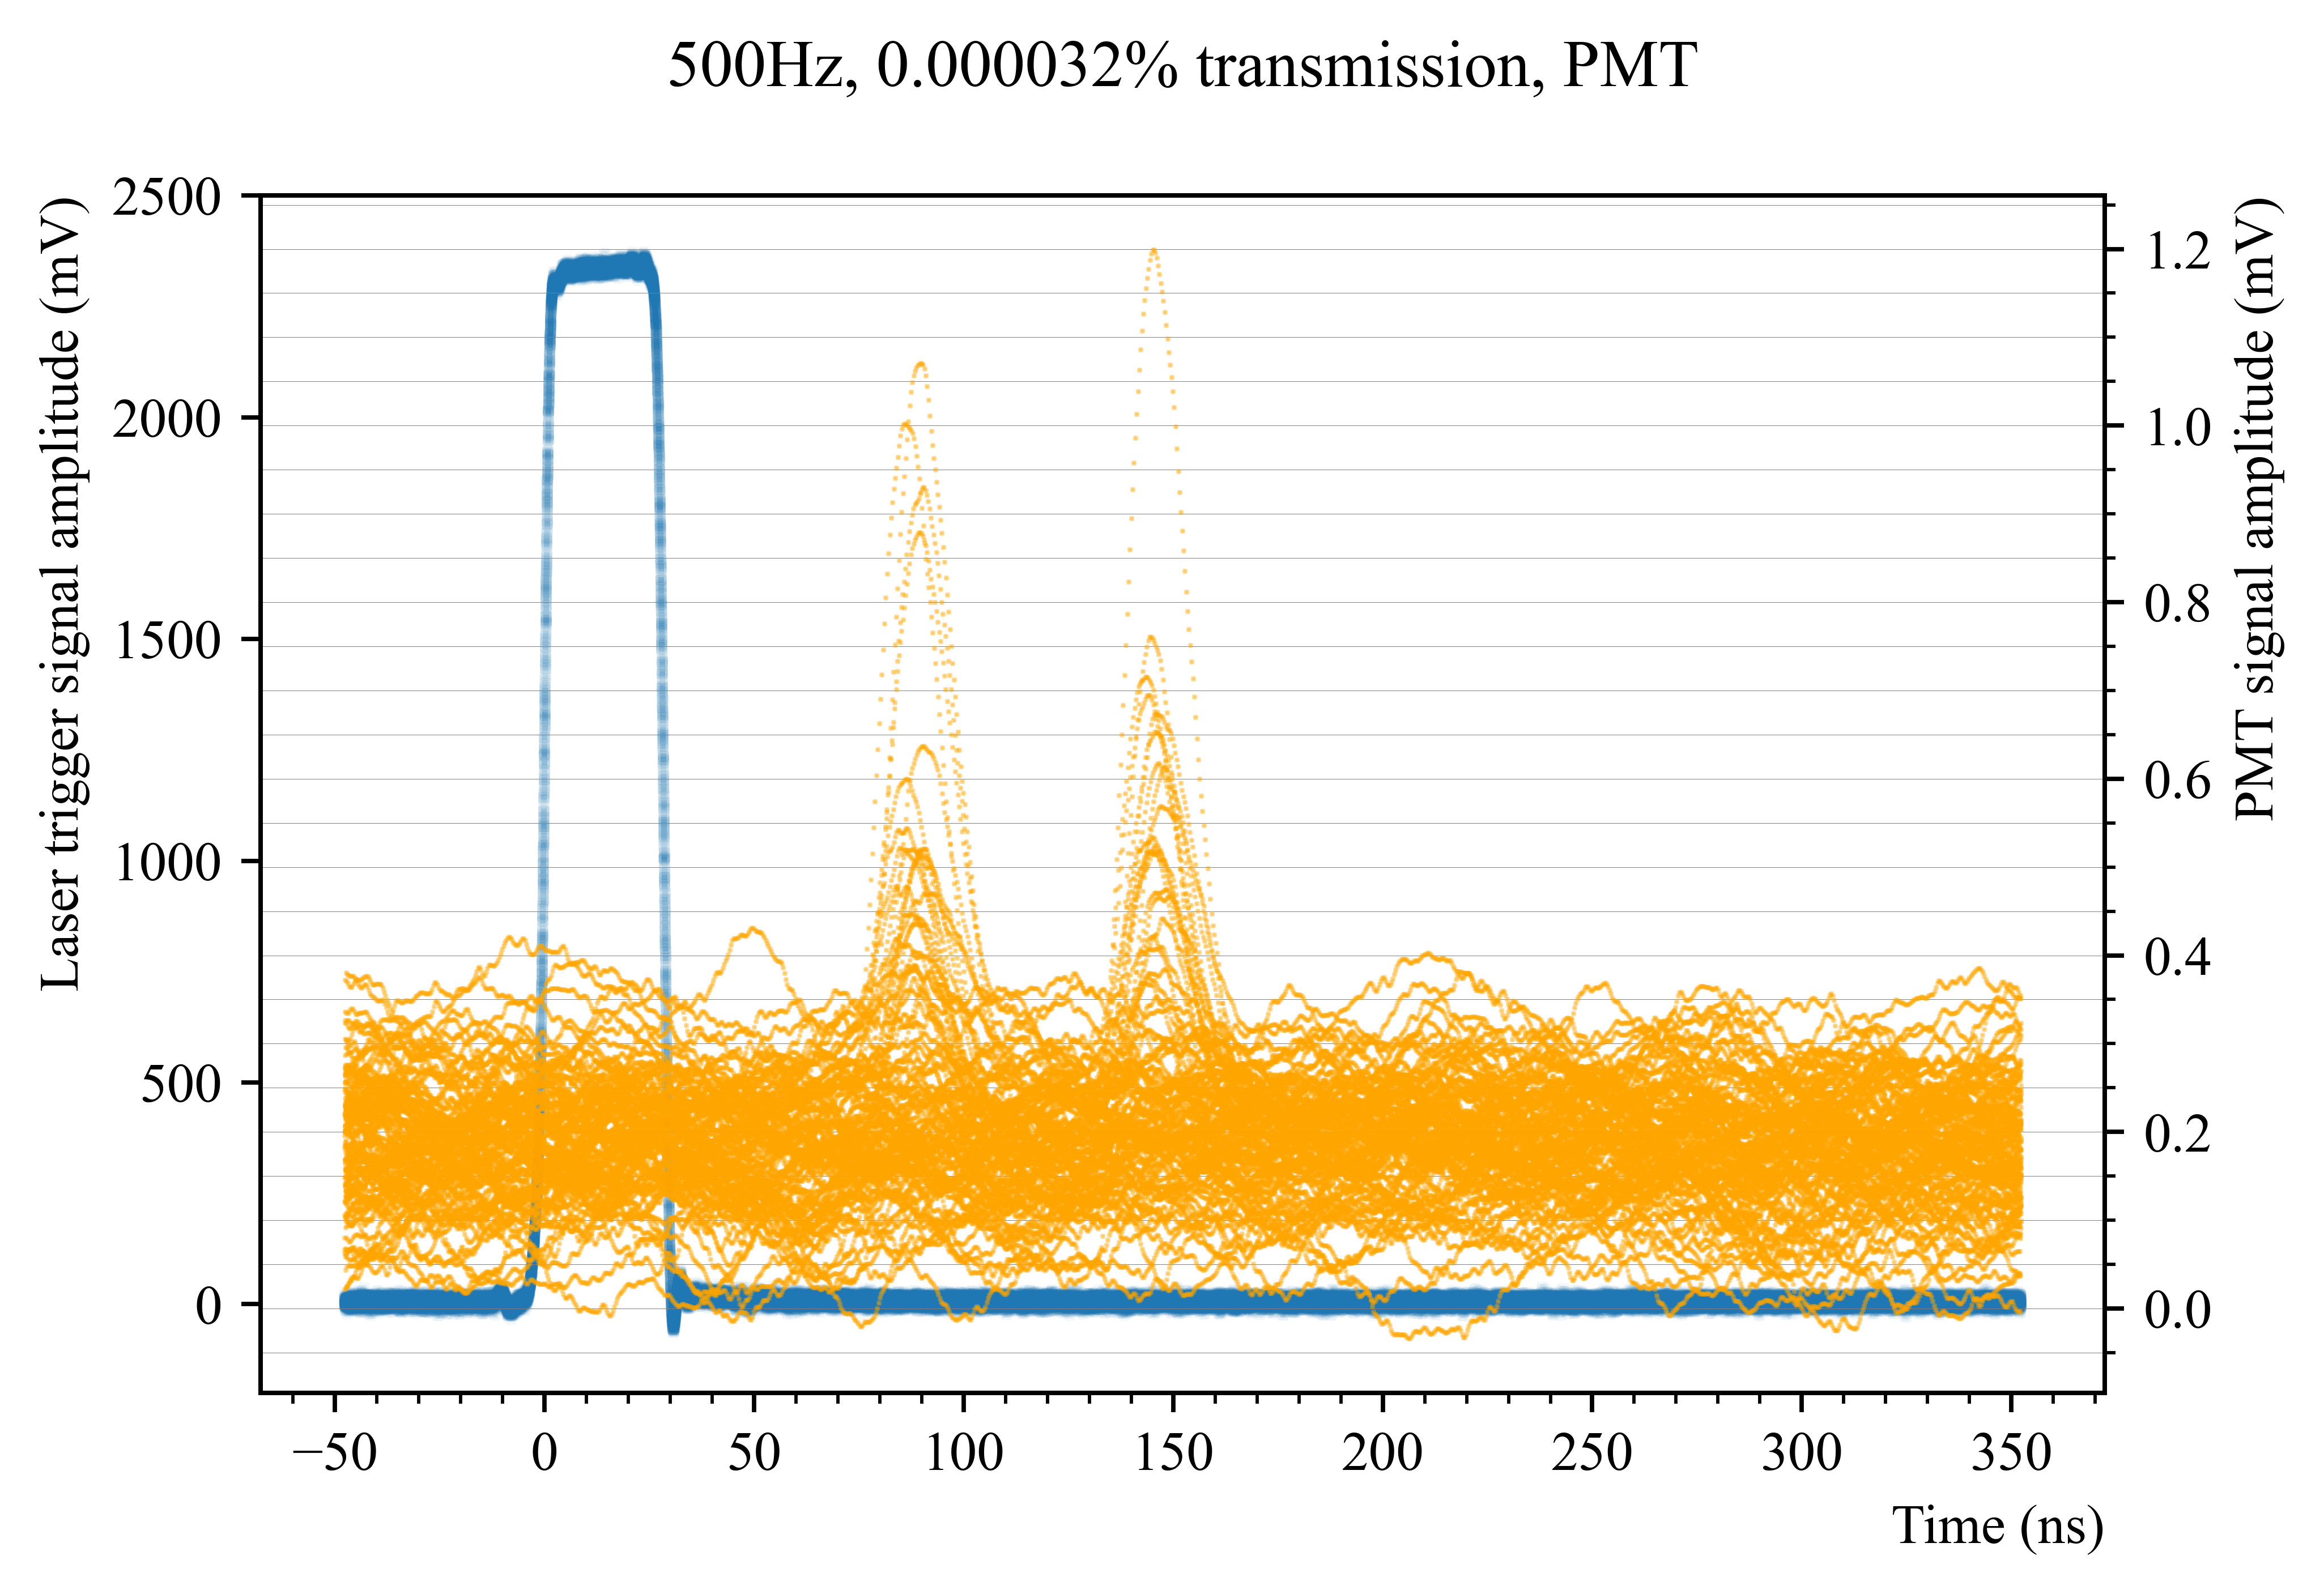 500Hz, 0.000032% transmission, PMT
Laser trigger signal amplitude (mV)
2500
2000
1500
1000
500
0
PMT signal amplitude (mV)
1.2
1.0
0.8
0.6
0.4
0.2
0.0
−50 0 50 100 150 200 250 300 350
Time (ns)